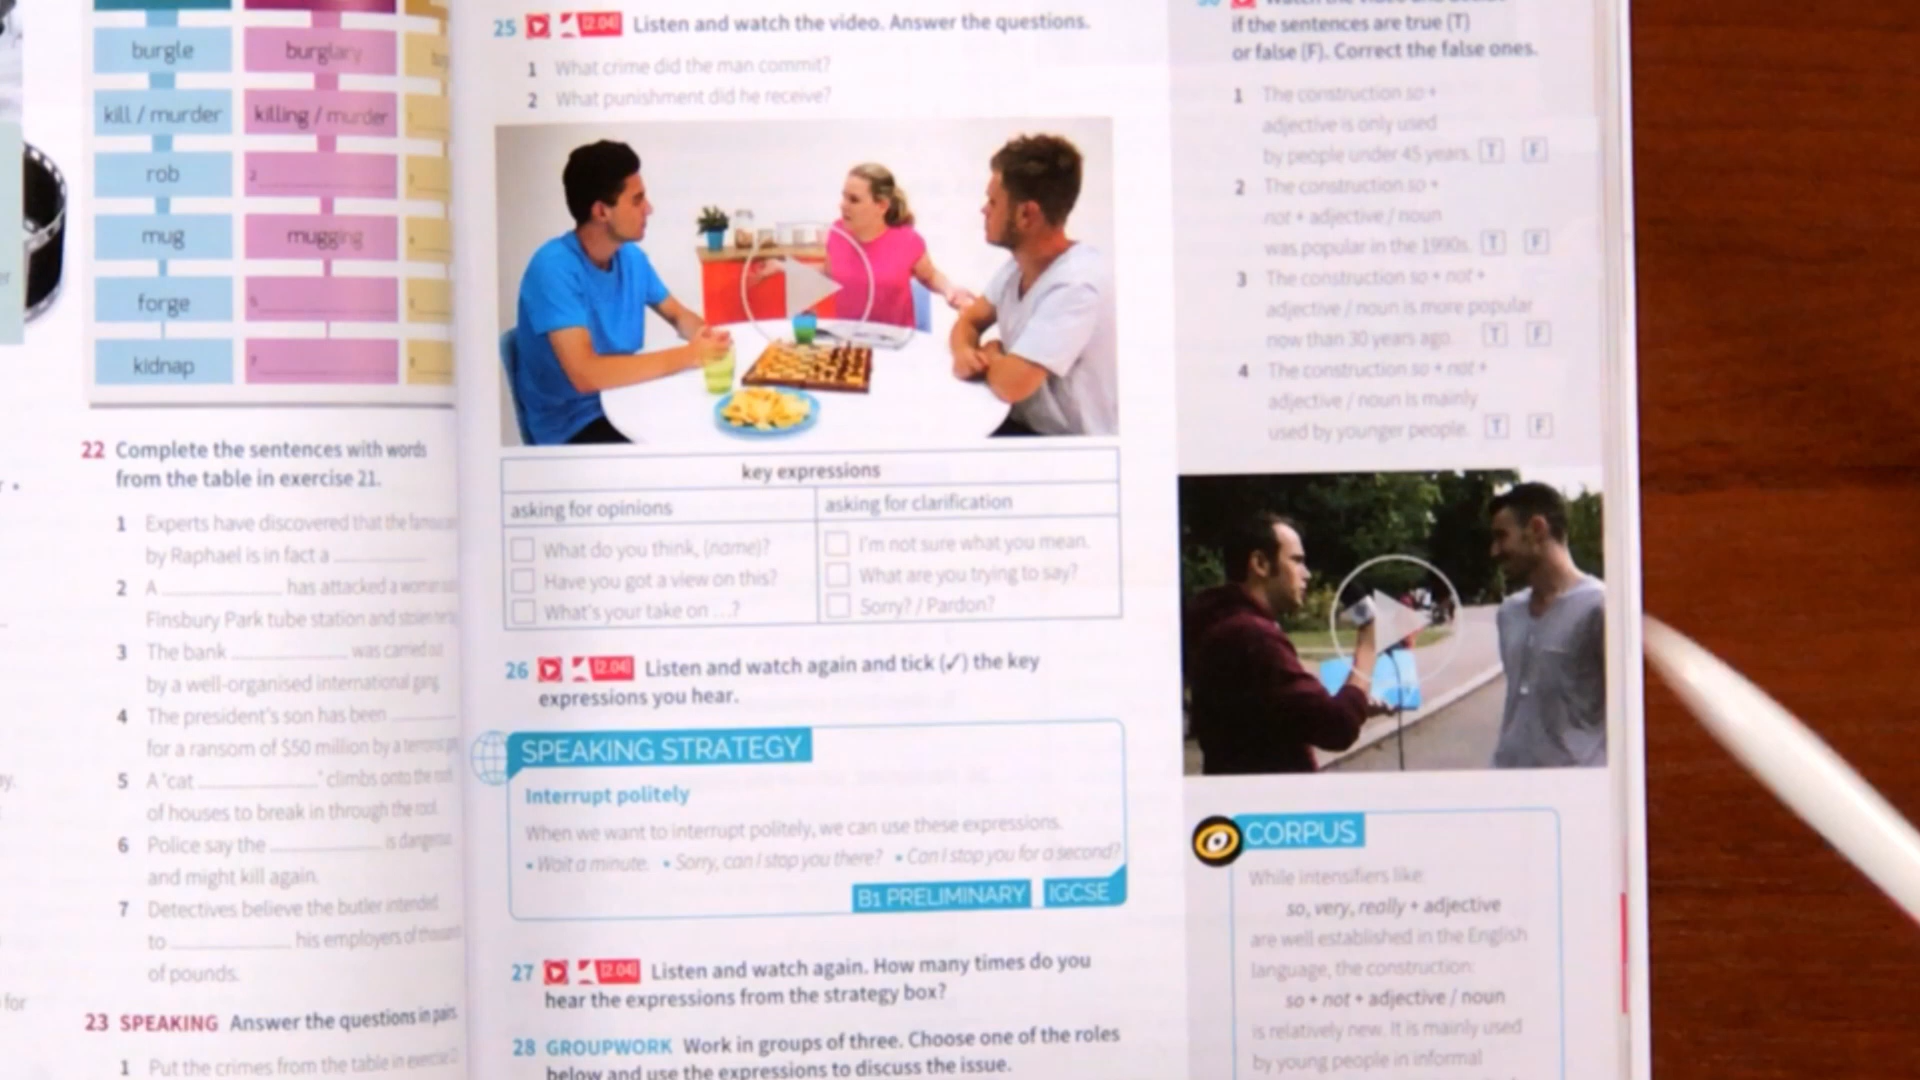 burgle
burglary
kill / murder
killing / murder
rob
2
mug
mugging
forge
kidnap
22 Complete the sentences with words
from the table in exercise 21.
1 Experts have discovered that the
by Raphael is in fact a
2 A has attacked a
Finsbury Park tube station and
3 The bank was carried out
by a well-organised international gang.
4 The president's son has been
for a ransom of $50 million by a
5 A 'cat ' climbs onto the
of houses to break in through the
6 Police say the is
and might kill again.
7 Detectives believe the butler intended
to his employers of
of pounds.
23 SPEAKING Answer the questions in pairs.
1 Put the crimes from the table in
for
25 [2.04] Listen and watch the video. Answer the questions.
1 What crime did the man commit?
2 What punishment did he receive?
key expressions
asking for opinions
asking for clarification
What do you think, (name)?
I'm not sure what you mean.
Have you got a view on this?
What are you trying to say?
What's your take on ...?
Sorry? / Pardon?
26 [2.04] Listen and watch again and tick (✓) the key
expressions you hear.
SPEAKING STRATEGY
Interrupt politely
When we want to interrupt politely, we can use these expressions.
• Wait a minute. • Sorry, can I stop you there? • Can I stop you for a second?
B1 PRELIMINARY IGCSE
27 [2.04] Listen and watch again. How many times do you
hear the expressions from the strategy box?
28 GROUPWORK Work in groups of three. Choose one of the roles
below and use the expressions to discuss the issue.
if the sentences are true (T)
or false (F). Correct the false ones.
1 The construction so +
adjective is only used
by people under 45 years. T F
2 The construction so +
not + adjective / noun
was popular in the 1990s. T F
3 The construction so + not +
adjective / noun is more popular
now than 30 years ago. T F
4 The construction so + not +
adjective / noun is mainly
used by younger people. T F
CORPUS
While intensifiers like:
so, very, really + adjective
are well established in the English
language, the construction:
so + not + adjective / noun
is relatively new. It is mainly used
by young people in informal